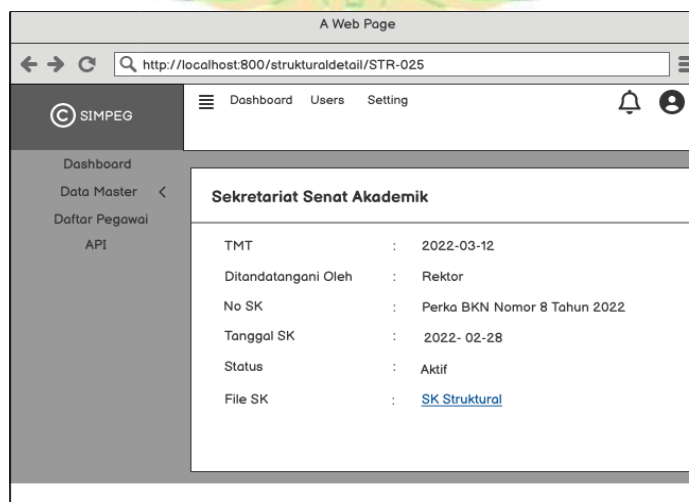 A Web Page
http://localhost:800/strukturaldetail/STR-025
SIMPEG
Dashboard Users Setting
Dashboard
Data Master
Daftar Pegawai
API
Sekretariat Senat Akademik
TMT : 2022-03-12
Ditandatangani Oleh : Rektor
No SK : Perka BKN Nomor 8 Tahun 2022
Tanggal SK : 2022- 02-28
Status : Aktif
File SK : SK Struktural